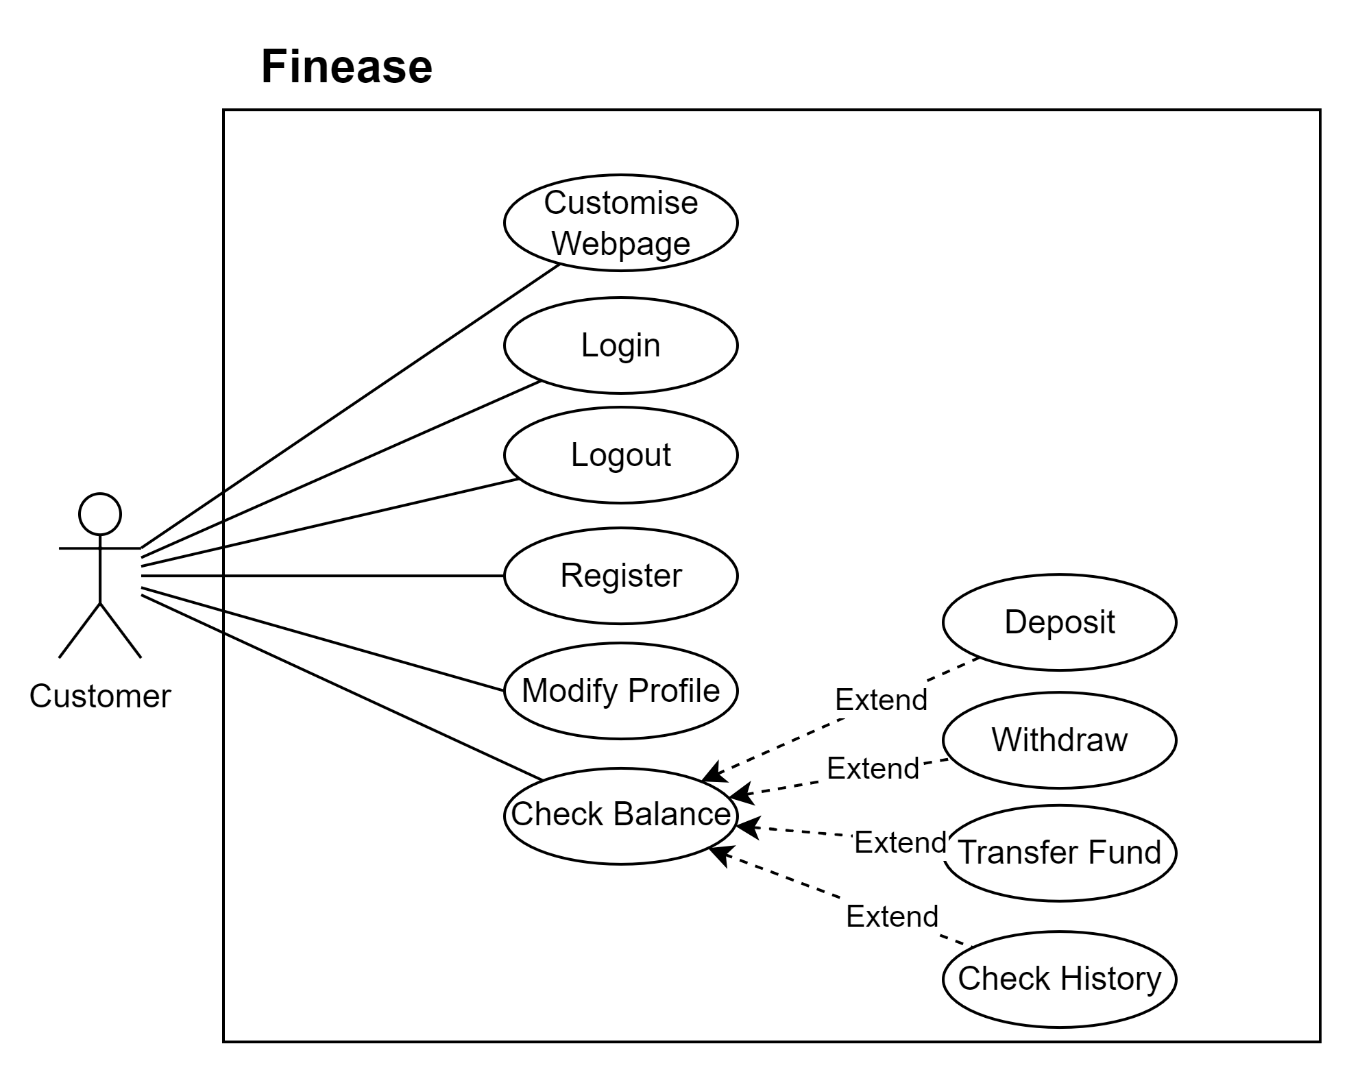 Finease
Customise
Webpage
Login
Logout
Register
Modify Profile
Check Balance
Customer
Deposit
Extend
Withdraw
Extend
Transfer Fund
Extend
Check History
Extend